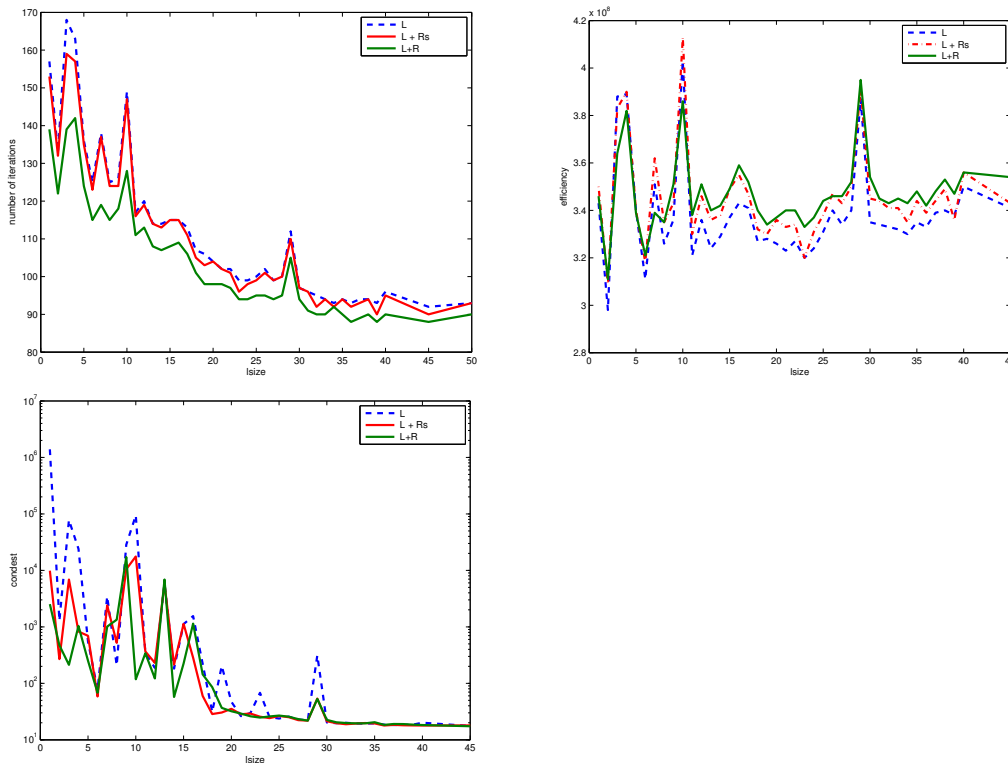 170
160
150
140
130
120
110
100
90
80
0 5 10 15 20 25 30 35 40 45 50
number of iterations
lsize
L
L + Rs
L+R
x 10^8
4.2
4
3.8
3.6
3.4
3.2
3
2.8
0 5 10 15 20 25 30 35 40 45
efficiency
lsize
L
L + Rs
L+R
10^7
10^6
10^5
10^4
10^3
10^2
10^1
0 5 10 15 20 25 30 35 40 45
condest
lsize
L
L + Rs
L+R